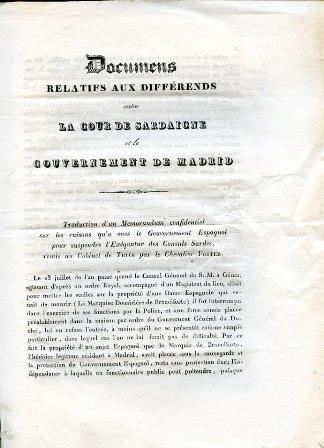 Documens
RELATIFS AUX DIFFÉRENDS
entre
LA COUR DE SARDAIGNE
et le
GOUVERNEMENT DE MADRID
Traduction d'un Memorandum confidentiel
sur les raisons qu'a eues le Gouvernement Espagnol
pour suspendre l'Exéquatur des Consuls Sardes,
remis au Cabinet de Turin par le Chevalier FOSTER.
Le 23 juillet de l'an passé quand le Consul Général de S. M. à Gênes,
agissant d'après un ordre Royal, accompagné d'un Magistrat du lieu, allait
pour mettre les scellés sur la propriété d'une Dame Espagnole qui ve-
nait de mourir (La Marquise Douairière de Branciforte) il fut interrompu
dans l'exercice de ses fonctions par la Police, et une force armée placée
préalablement dans la maison par ordre du Gouvernement Général du Du-
ché, lui en refusa l'entrée, à moins qu'il ne se présentât comme simple
particulier, dans lequel cas l'on ne lui ferait pas de difficulté. Par ce
fait la propriété d'un sujet Espagnol que le Marquis de Branciforte,
l'héritier légitime résidant à Madrid, avait placée sous la sauvegarde et
la protection du Gouvernement Espagnol, resta sans protection due; l'in-
dépendance à laquelle un fonctionnaire public peut prétendre, puisque